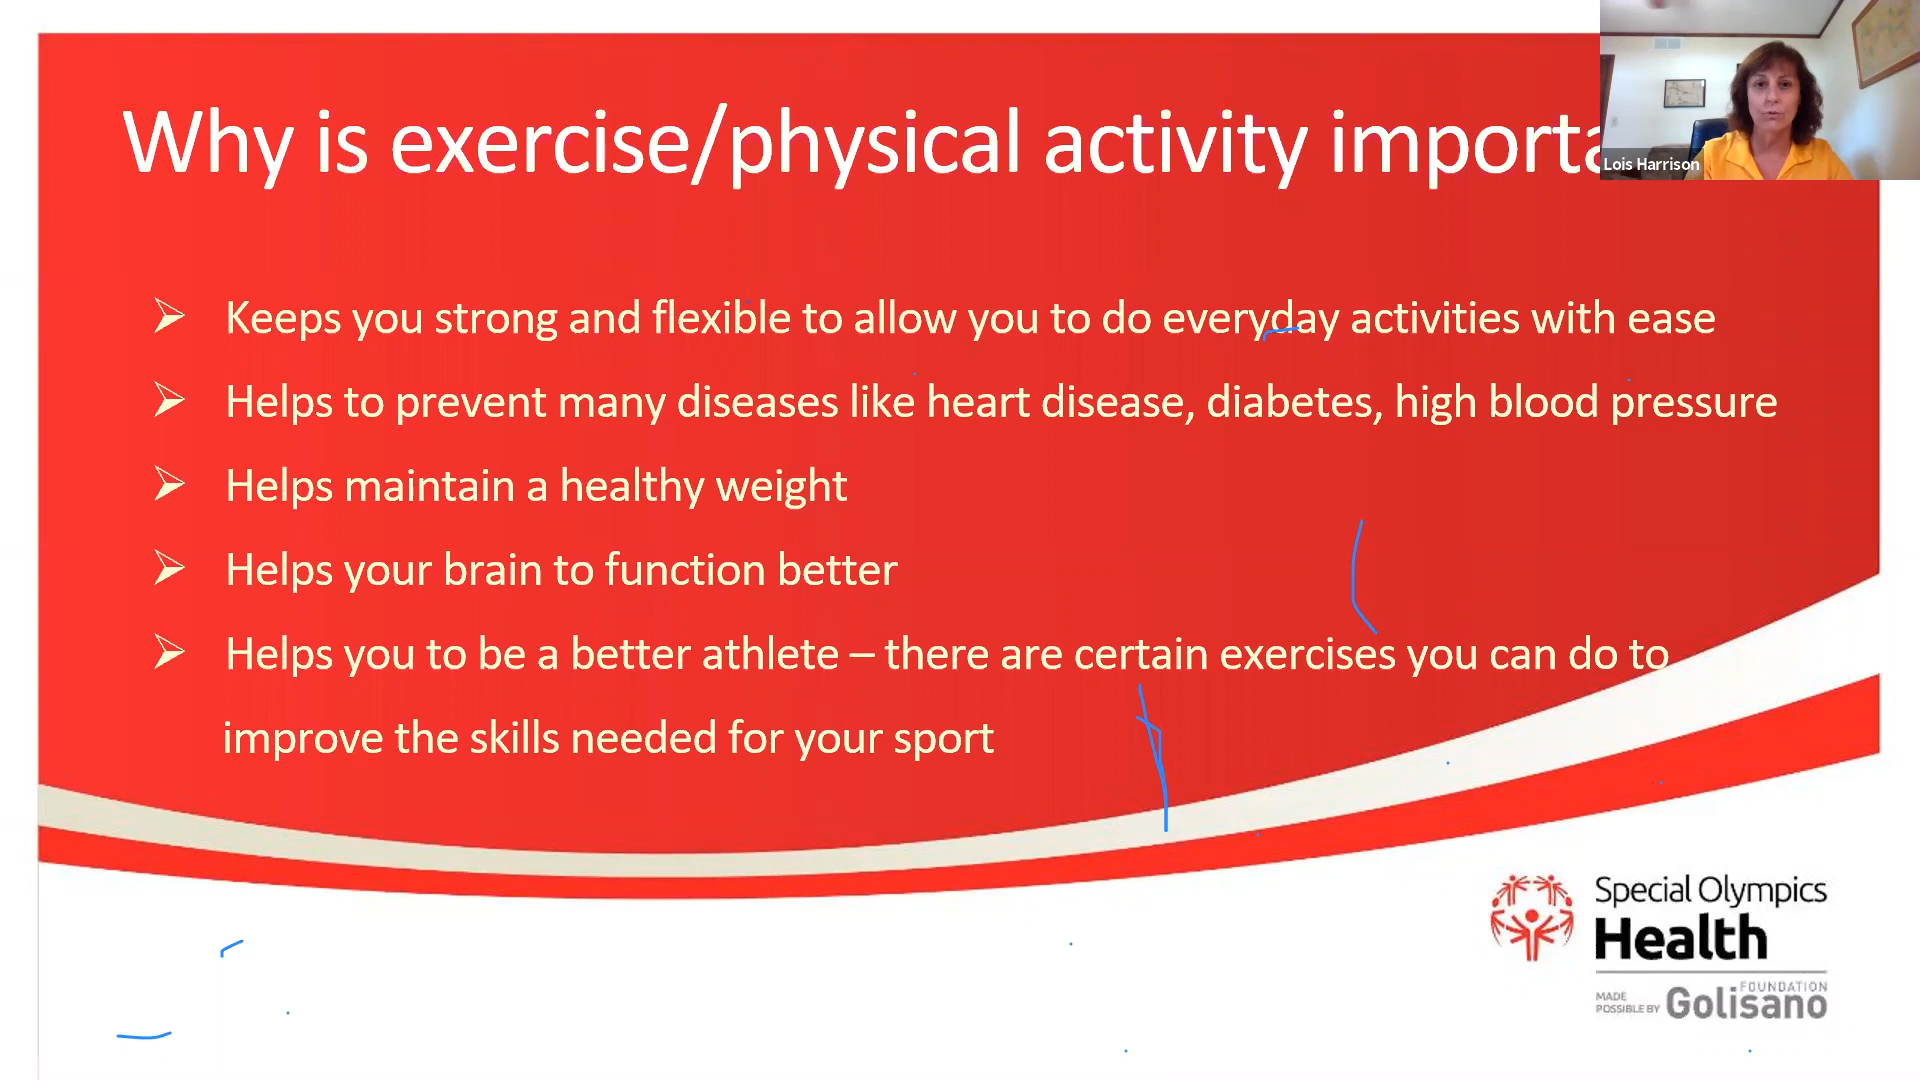 Why is exercise/physical activity importa
Lois Harrison
➢ Keeps you strong and flexible to allow you to do everyday activities with ease
➢ Helps to prevent many diseases like heart disease, diabetes, high blood pressure
➢ Helps maintain a healthy weight
➢ Helps your brain to function better
➢ Helps you to be a better athlete – there are certain exercises you can do to
improve the skills needed for your sport
Special Olympics
Health
MADE POSSIBLE BY
FOUNDATION
Golisano